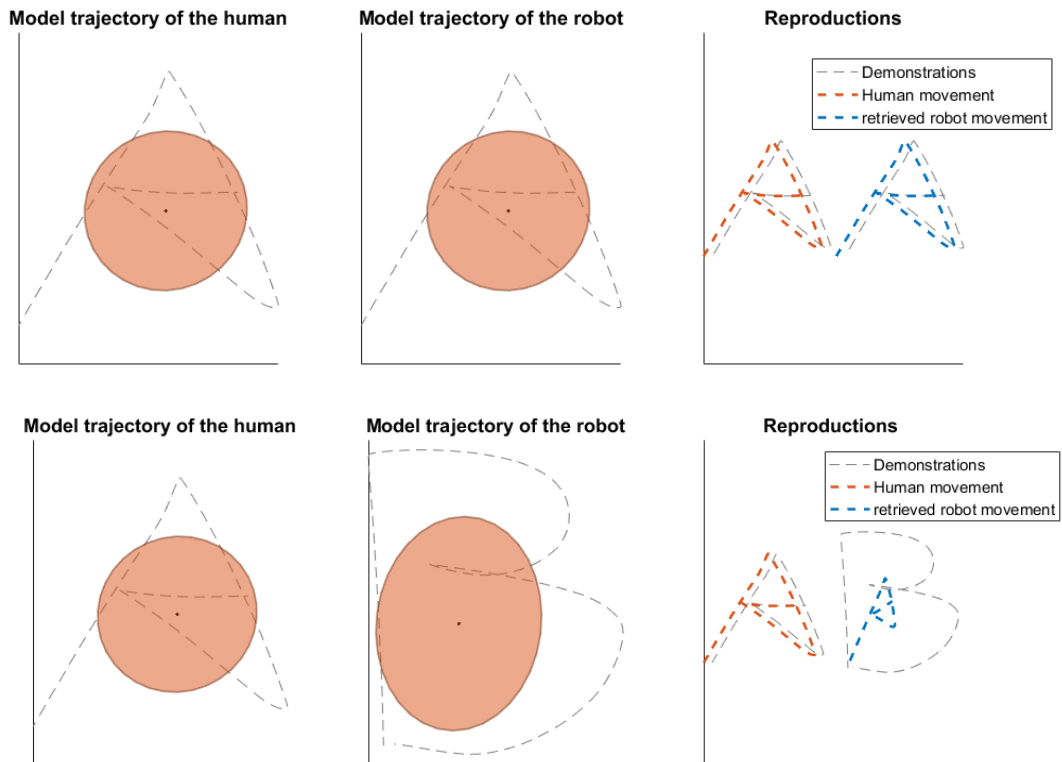 Model trajectory of the human
Model trajectory of the robot
Reproductions
Demonstrations
Human movement
retrieved robot movement
Model trajectory of the human
Model trajectory of the robot
Reproductions
Demonstrations
Human movement
retrieved robot movement